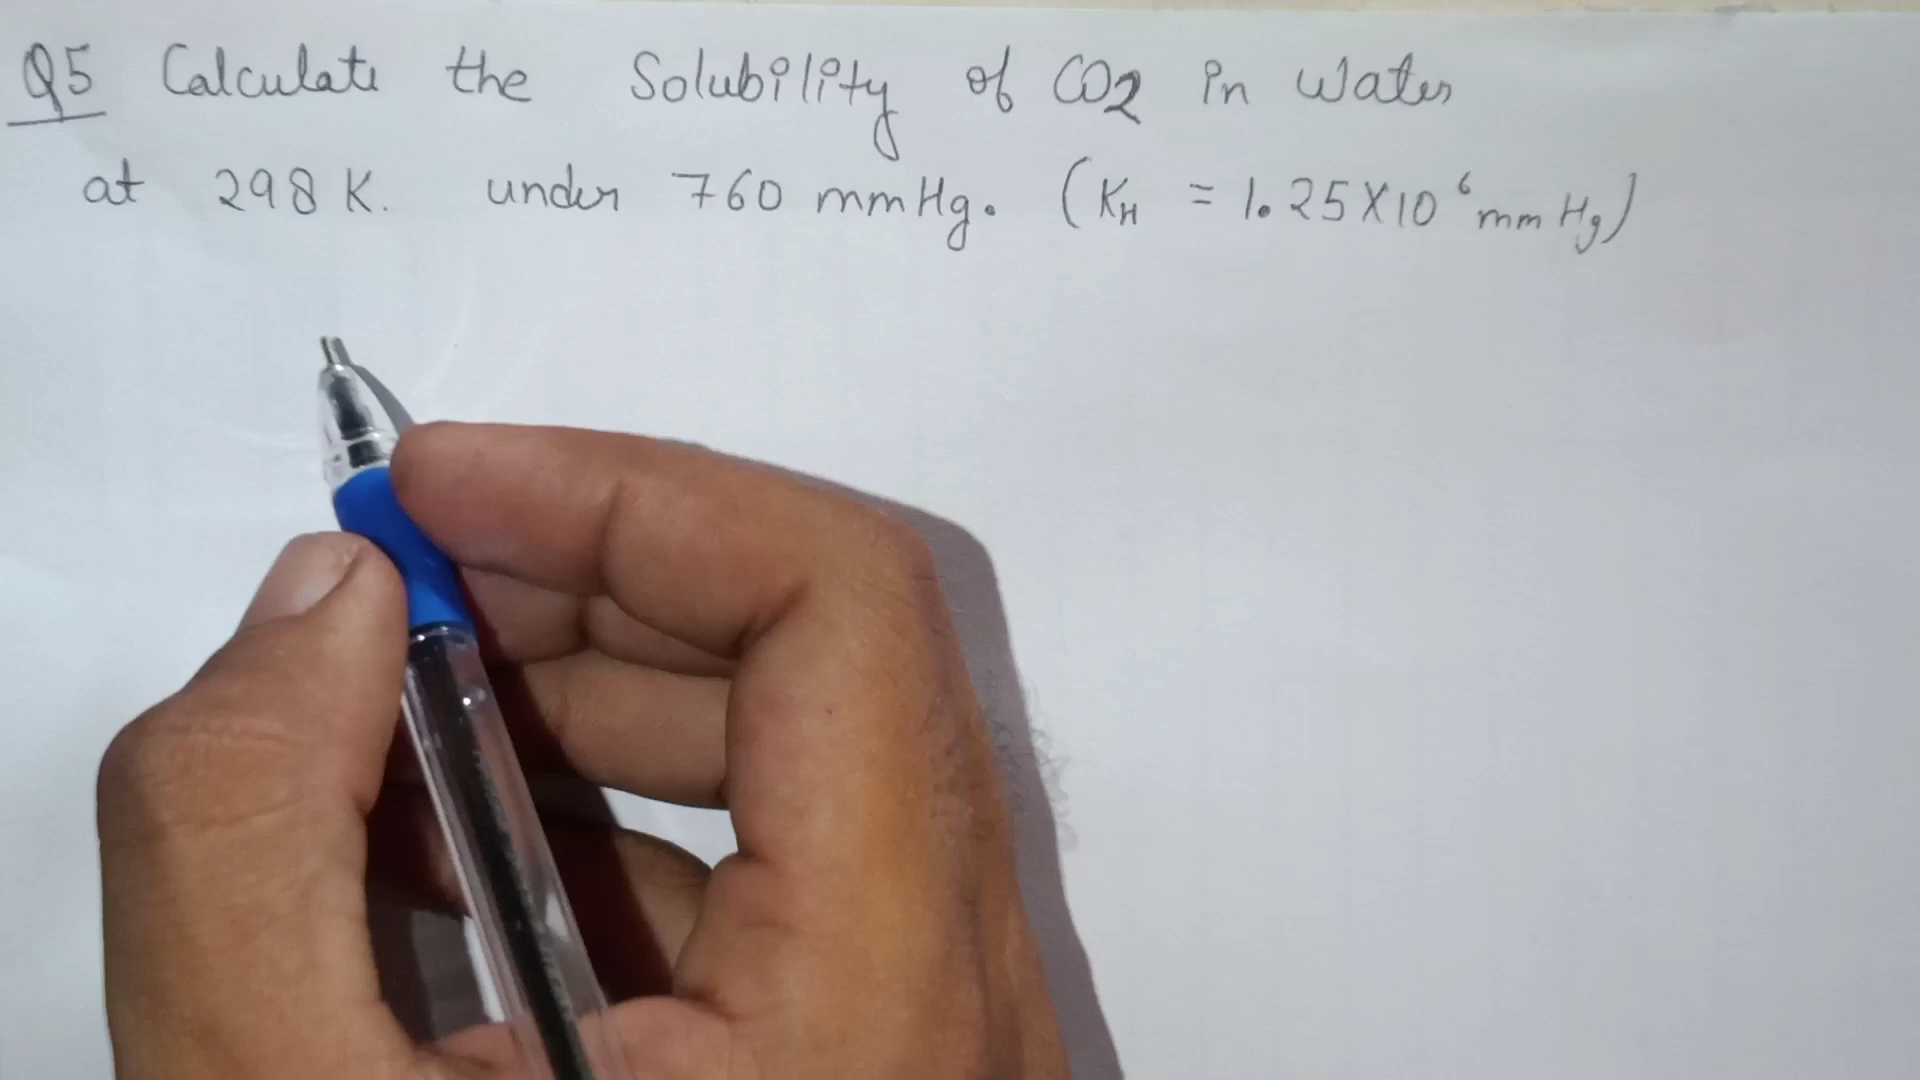 Q5 Calculate the Solubility of CO2 in Water
at 298 K. under 760 mmHg. (KH = 1.25X10⁶ mm Hg)